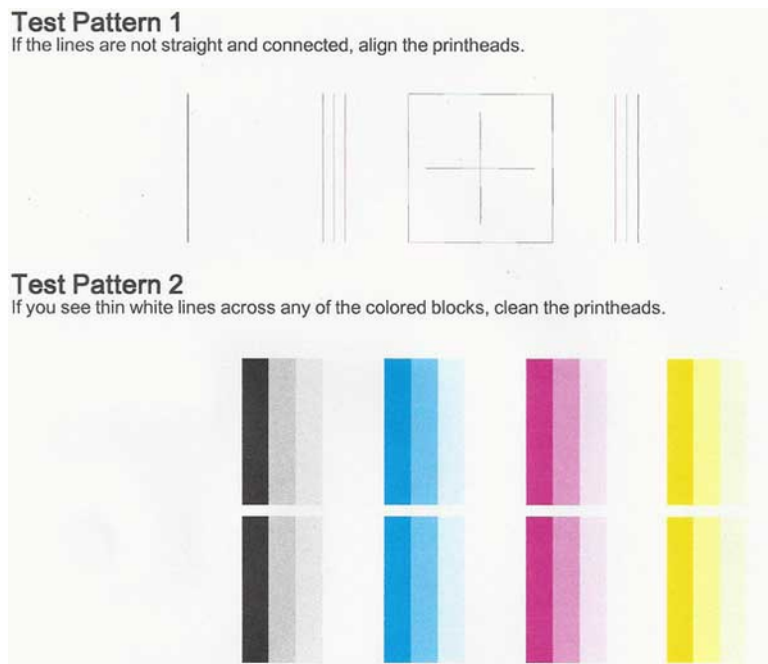 Test Pattern 1
If the lines are not straight and connected, align the printheads.
Test Pattern 2
If you see thin white lines across any of the colored blocks, clean the printheads.